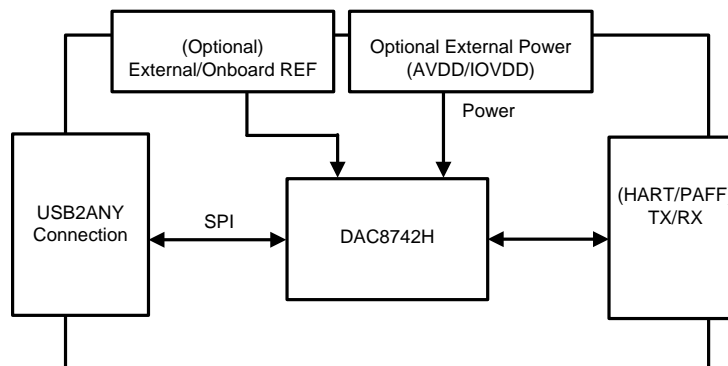 (Optional)
External/Onboard REF
Optional External Power
(AVDD/IOVDD)
Power
USB2ANY
Connection
SPI
DAC8742H
(HART/PAFF
TX/RX